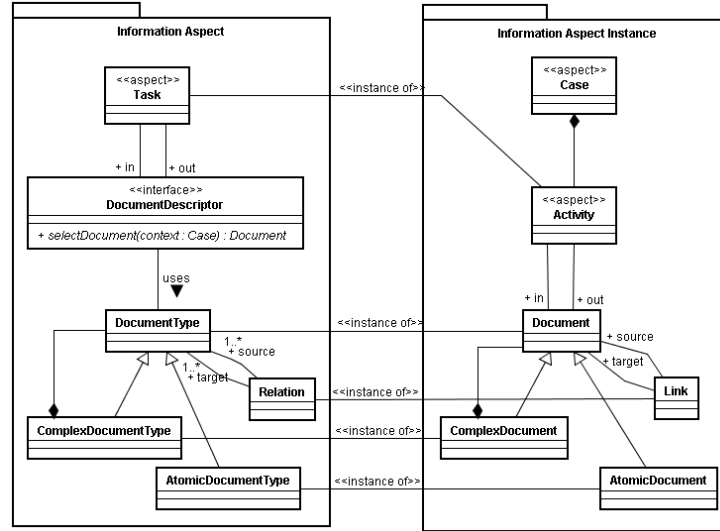 Information Aspect
Information Aspect Instance
<<aspect>>
Task
<<instance of>>
<<aspect>>
Case
+ in
+ out
<<interface>>
DocumentDescriptor
+ selectDocument(context : Case) : Document
<<aspect>>
Activity
uses
+ in
+ out
DocumentType
<<instance of>>
Document
1..*
+ source
+ source
1..*
+ target
+ target
Relation
<<instance of>>
Link
ComplexDocumentType
<<instance of>>
ComplexDocument
AtomicDocumentType
<<instance of>>
AtomicDocument